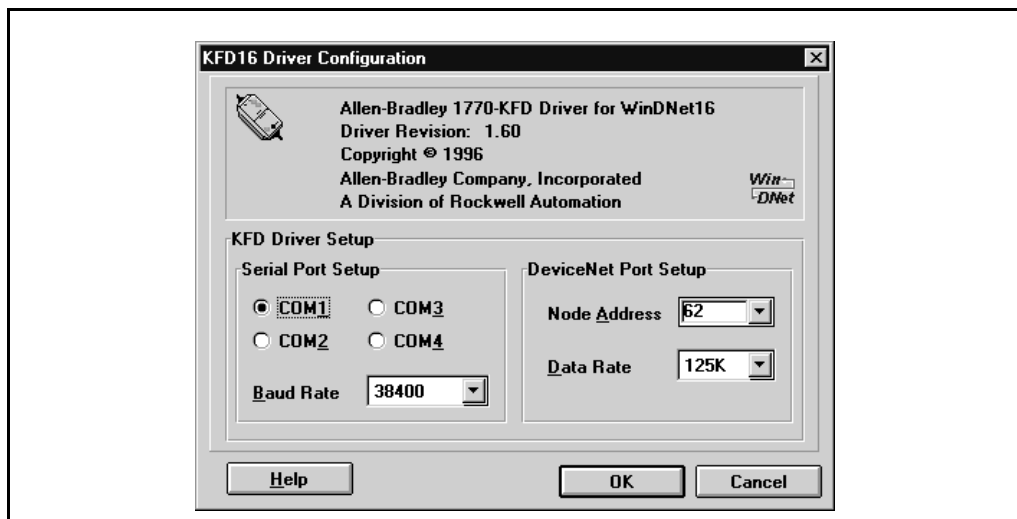 KFD16 Driver Configuration
Allen-Bradley 1770-KFD Driver for WinDNet16
Driver Revision: 1.60
Copyright © 1996
Allen-Bradley Company, Incorporated
A Division of Rockwell Automation
Win
DNet
KFD Driver Setup
Serial Port Setup
COM1
COM3
COM2
COM4
Baud Rate 38400
DeviceNet Port Setup
Node Address 62
Data Rate 125K
Help
OK
Cancel